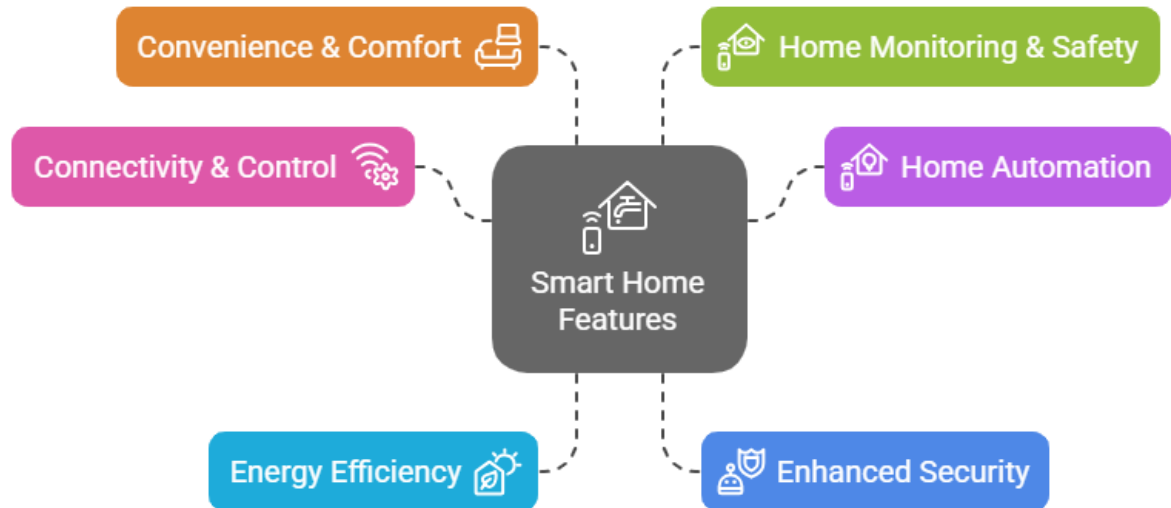 Convenience & Comfort
Home Monitoring & Safety
Connectivity & Control
Home Automation
Smart Home
Features
Energy Efficiency
Enhanced Security